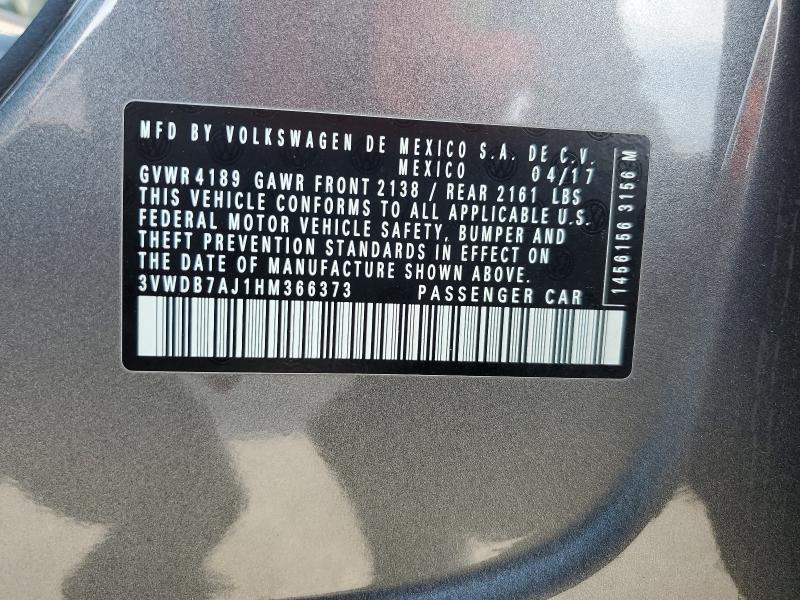 MFD BY VOLKSWAGEN DE MEXICO S.A. DE C.V.
MEXICO 04/17
GVWR 4189 GAWR FRONT 2138 / REAR 2161 LBS
THIS VEHICLE CONFORMS TO ALL APPLICABLE U.S.
FEDERAL MOTOR VEHICLE SAFETY, BUMPER AND
THEFT PREVENTION STANDARDS IN EFFECT ON
THE DATE OF MANUFACTURE SHOWN ABOVE.
3VWDB7AJ1HM366373 PASSENGER CAR
1456156 3156 M